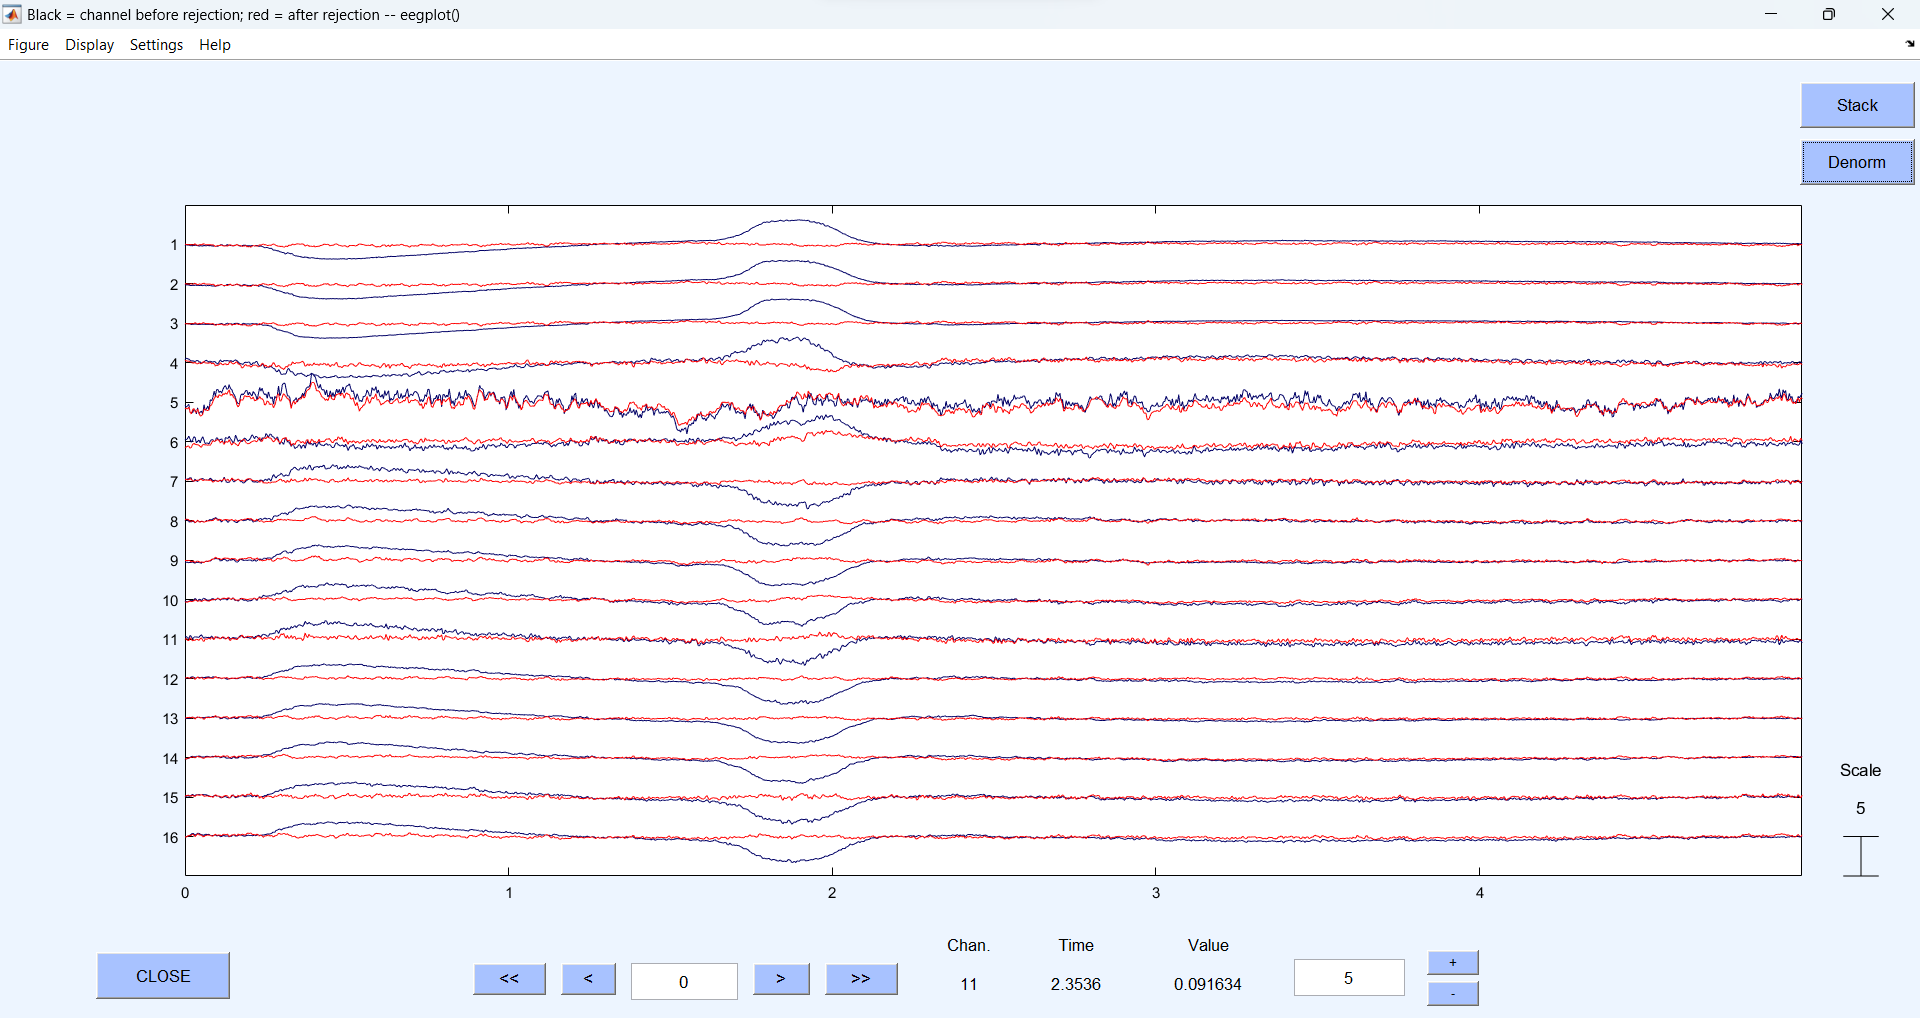 Black = channel before rejection; red = after rejection -- eegplot()
Figure Display Settings Help
Stack
Denorm
1
2
3
4
5
6
7
8
9
10
11
12
13
14
15
16
0 1 2 3 4
Scale
5
Chan. Time Value
CLOSE << < 0 > >> 11 2.3536 0.091634 5 +
-